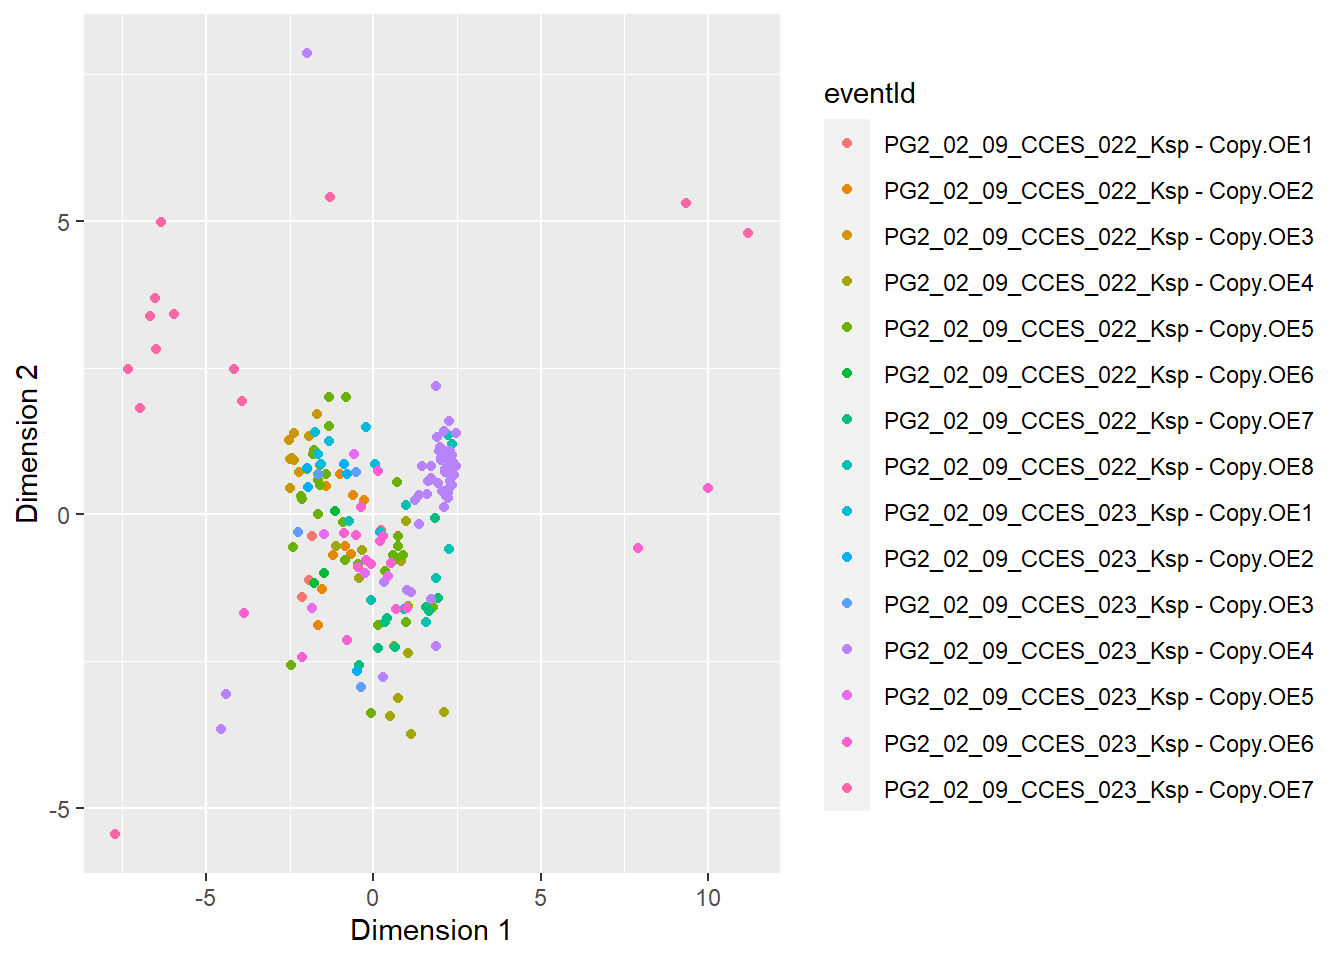 eventId
PG2_02_09_CCES_022_Ksp - Copy.OE1
PG2_02_09_CCES_022_Ksp - Copy.OE2
PG2_02_09_CCES_022_Ksp - Copy.OE3
PG2_02_09_CCES_022_Ksp - Copy.OE4
PG2_02_09_CCES_022_Ksp - Copy.OE5
PG2_02_09_CCES_022_Ksp - Copy.OE6
PG2_02_09_CCES_022_Ksp - Copy.OE7
PG2_02_09_CCES_022_Ksp - Copy.OE8
PG2_02_09_CCES_023_Ksp - Copy.OE1
PG2_02_09_CCES_023_Ksp - Copy.OE2
PG2_02_09_CCES_023_Ksp - Copy.OE3
PG2_02_09_CCES_023_Ksp - Copy.OE4
PG2_02_09_CCES_023_Ksp - Copy.OE5
PG2_02_09_CCES_023_Ksp - Copy.OE6
PG2_02_09_CCES_023_Ksp - Copy.OE7
Dimension 2
5
0
-5
-5 0 5 10
Dimension 1